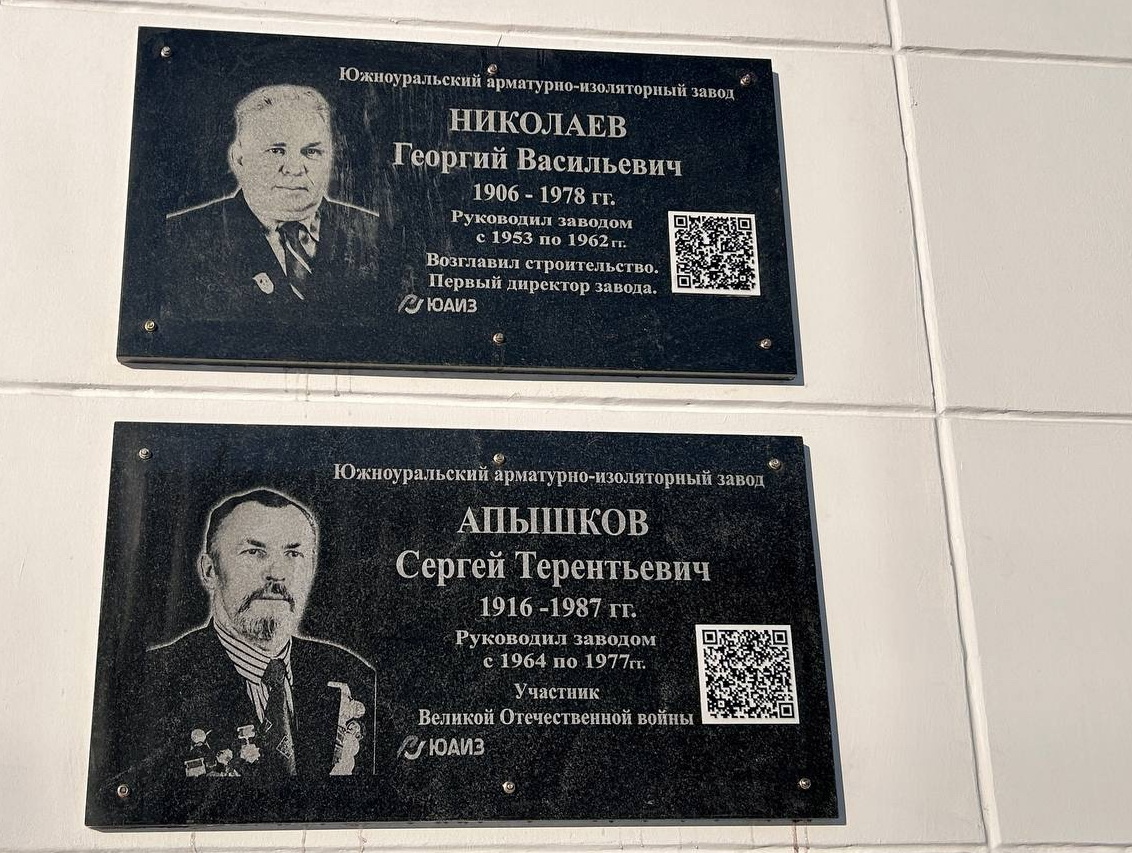 Южноуральский арматурно-изоляторный завод
НИКОЛАЕВ
Георгий Васильевич
1906 - 1978 гг.
Руководил заводом
с 1953 по 1962 гг.
Возглавил строительство.
Первый директор завода.
ЮАИЗ
Южноуральский арматурно-изоляторный завод
АПЫШКОВ
Сергей Терентьевич
1916 -1987 гг.
Руководил заводом
с 1964 по 1977гг.
Участник
Великой Отечественной войны
ЮАИЗ